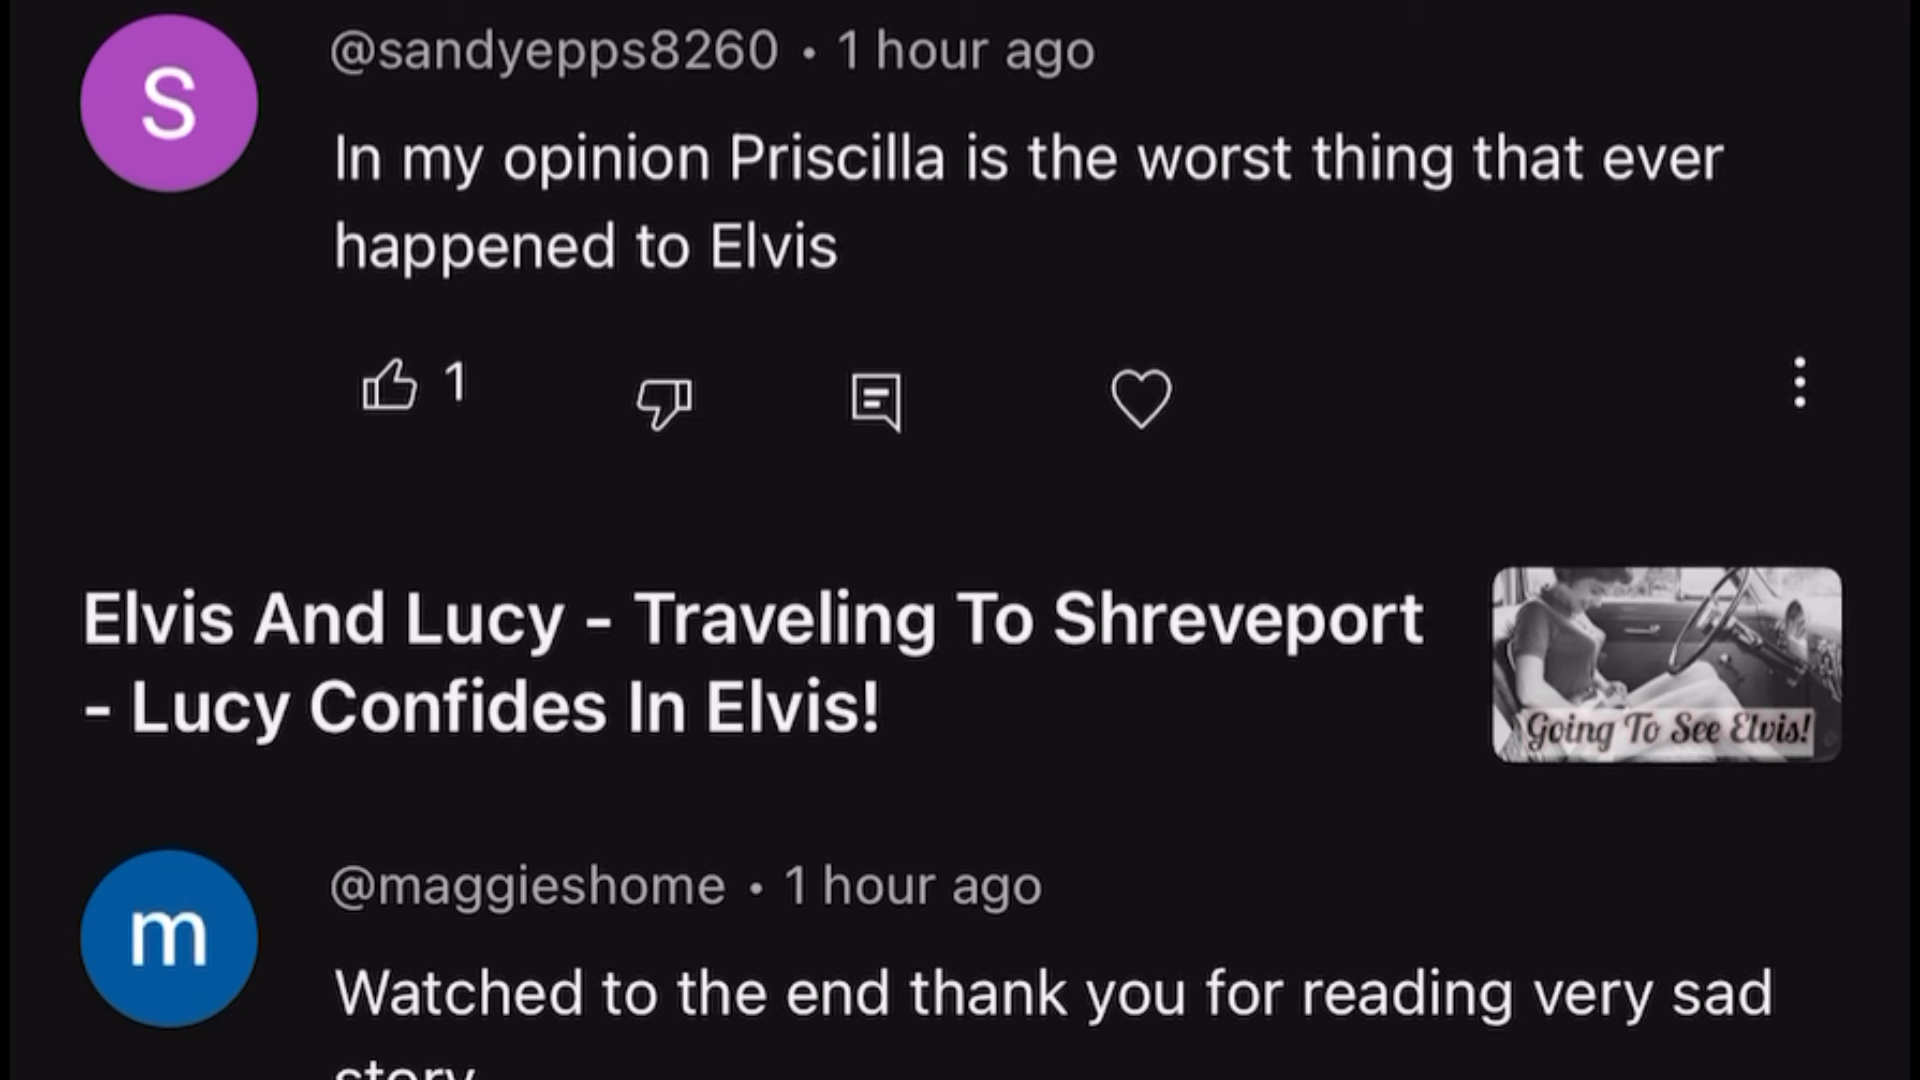 S
@sandyepps8260 • 1 hour ago
In my opinion Priscilla is the worst thing that ever
happened to Elvis
1
Elvis And Lucy - Traveling To Shreveport
- Lucy Confides In Elvis!
Going To See Elvis!
m
@maggieshome • 1 hour ago
Watched to the end thank you for reading very sad
story